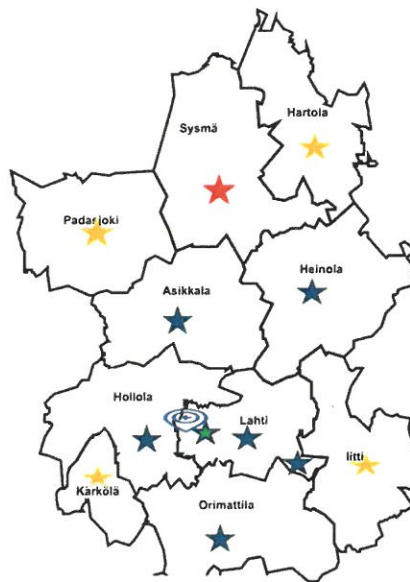 Hartola
Sysmä
Padasjoki
Heinola
Asikkala
Hollola
Lahti
Iitti
Kärkölä
Orimattila